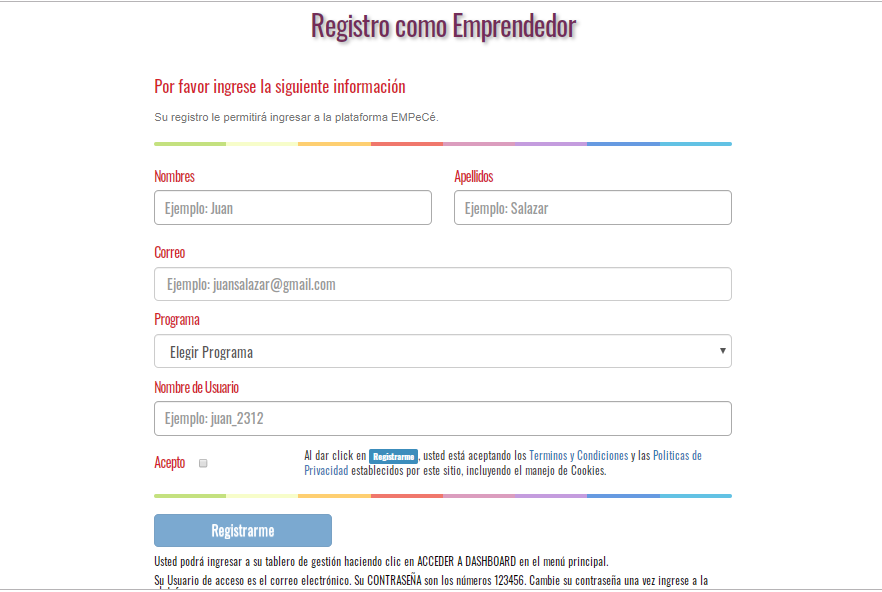 Registro como Emprendedor
Por favor ingrese la siguiente información
Su registro le permitirá ingresar a la plataforma EMPeCé.
Nombres
Apellidos
Ejemplo: Juan
Ejemplo: Salazar
Correo
Ejemplo: juansalazar@gmail.com
Programa
Elegir Programa
Nombre de Usuario
Ejemplo: juan_2312
Acepto
Al dar click en Registrarme, usted está aceptando los Terminos y Condiciones y las Politicas de
Privacidad establecidos por este sitio, incluyendo el manejo de Cookies.
Registrarme
Usted podrá ingresar a su tablero de gestión haciendo clic en ACCEDER A DASHBOARD en el menú principal.
Su Usuario de acceso es el correo electrónico. Su CONTRASEÑA son los números 123456. Cambie su contraseña una vez ingrese a la